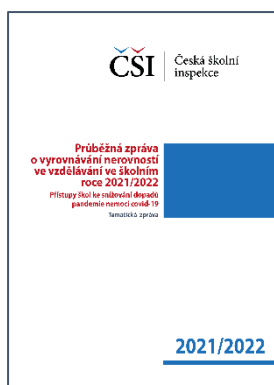 ČŠI
Česká školní
inspekce
Průběžná zpráva
o vyrovnávání nerovností
ve vzdělávání ve školním
roce 2021/2022
Přístupy škol ke snižování dopadů
pandemie nemoci covid-19
Tematická zpráva
2021/2022